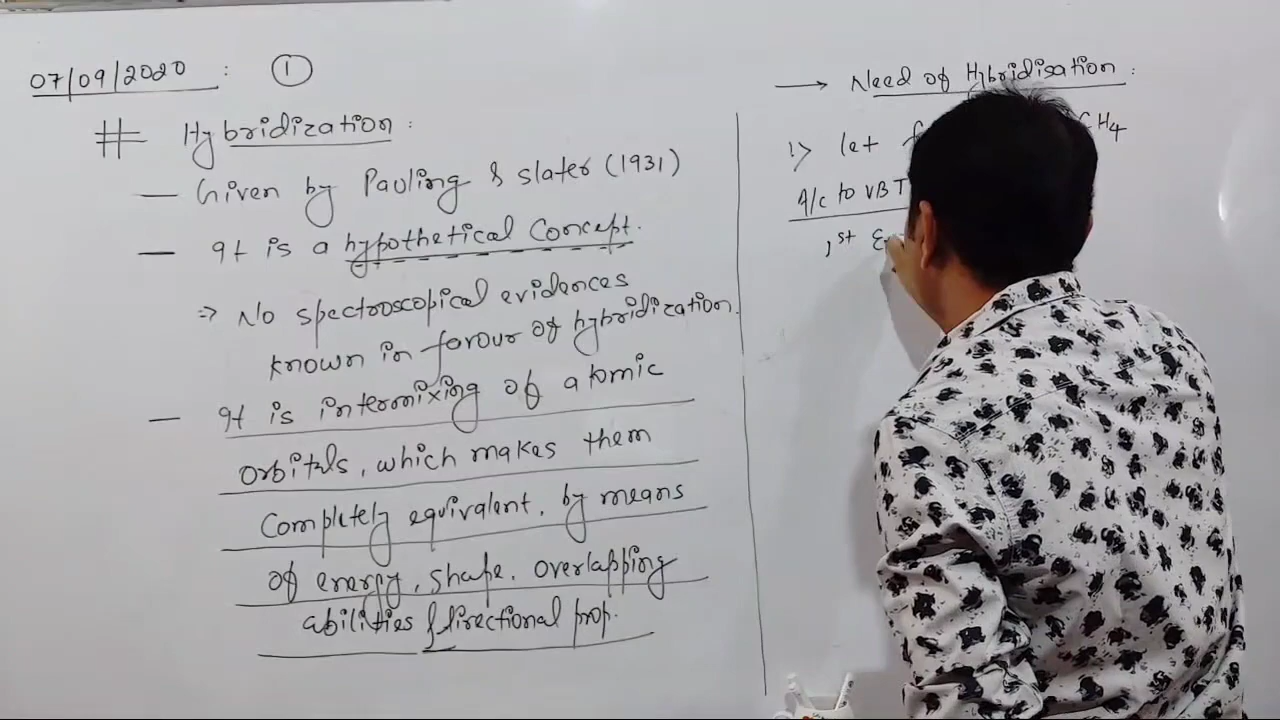 07/09/2020 : ①
# Hybridization :
— Given by Pauling & slater (1931)
— It is a hypothetical Concept.
⇒ No spectroscopical evidences
known in favour of hybridization.
— It is intermixing of atomic
orbitals, which makes them
completely equivalent, by means
of energy, shape, overlapping
abilities & directional prop.
→ Need of Hybridisation :
1> let CH4
A/c to VBT
1st